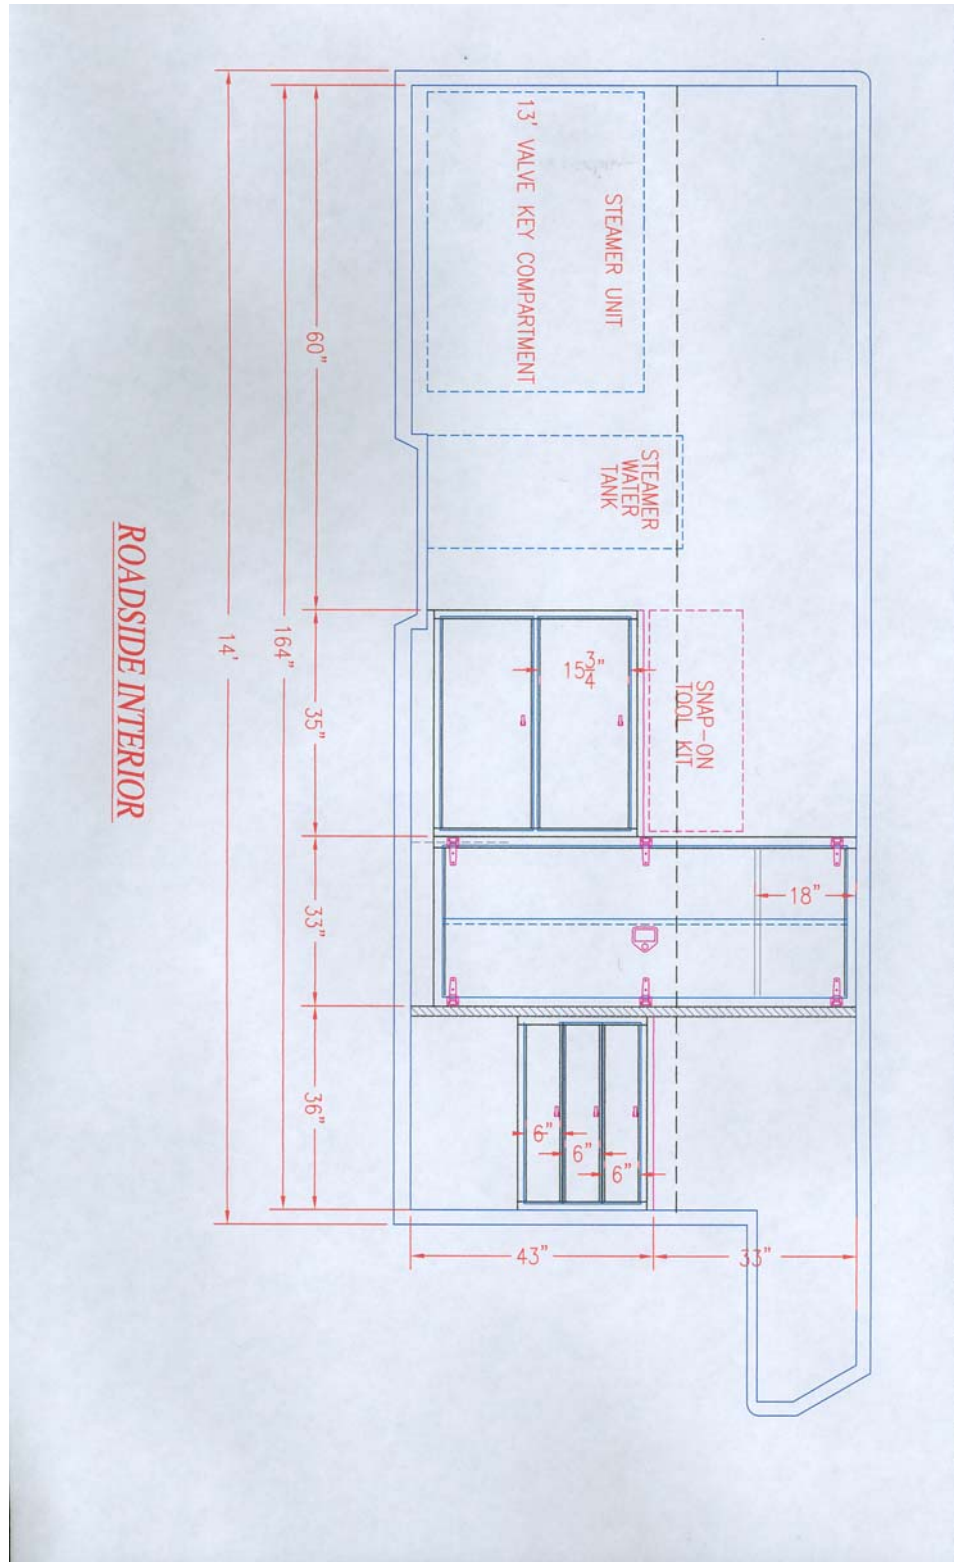 13' VALVE KEY COMPARTMENT
STEAMER UNIT
STEAMER
WATER
TANK
SNAP-ON
TOOL KIT
15 3/4"
18"
6"
6"
6"
43"
33"
60"
35"
33"
36"
164"
14'
ROADSIDE INTERIOR